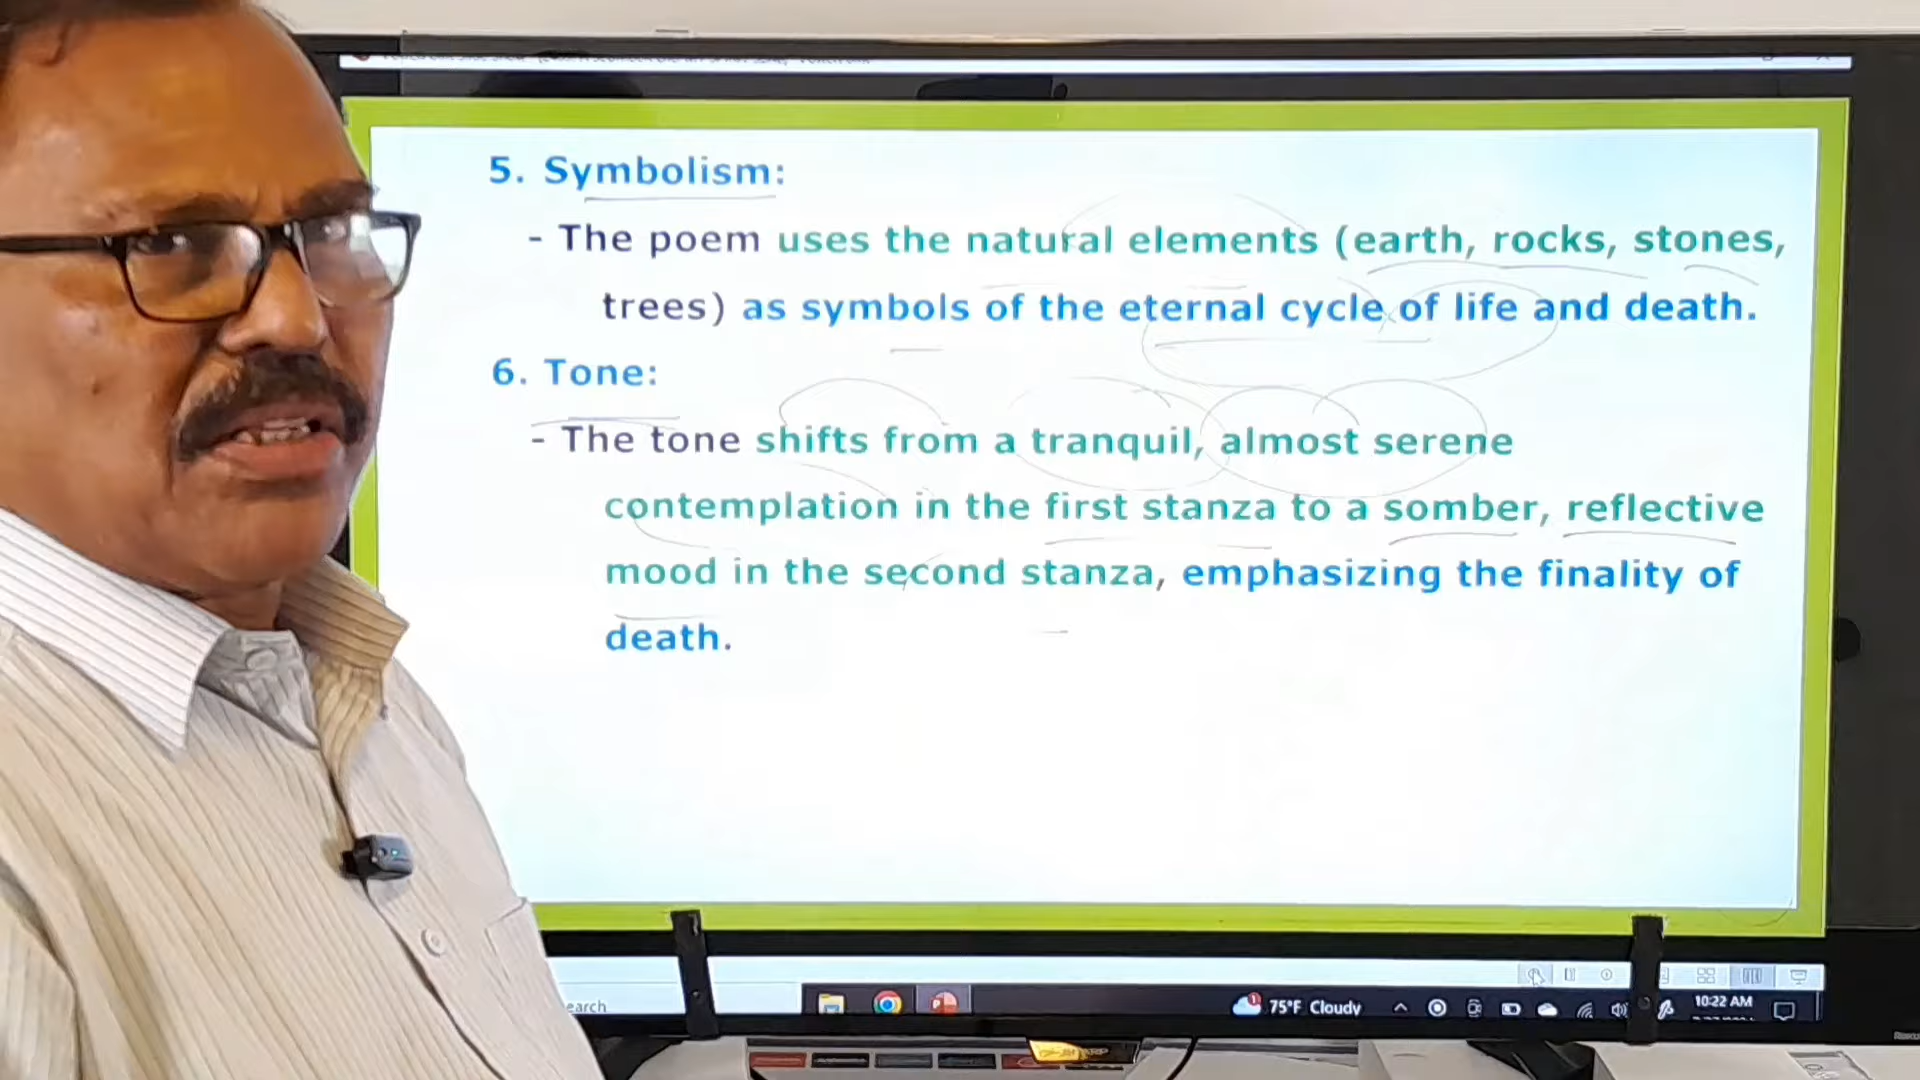 5. Symbolism:
- The poem uses the natural elements (earth, rocks, stones,
trees) as symbols of the eternal cycle of life and death.
6. Tone:
- The tone shifts from a tranquil, almost serene
contemplation in the first stanza to a somber, reflective
mood in the second stanza, emphasizing the finality of
death.
earch
75°F Cloudy
10:22 AM